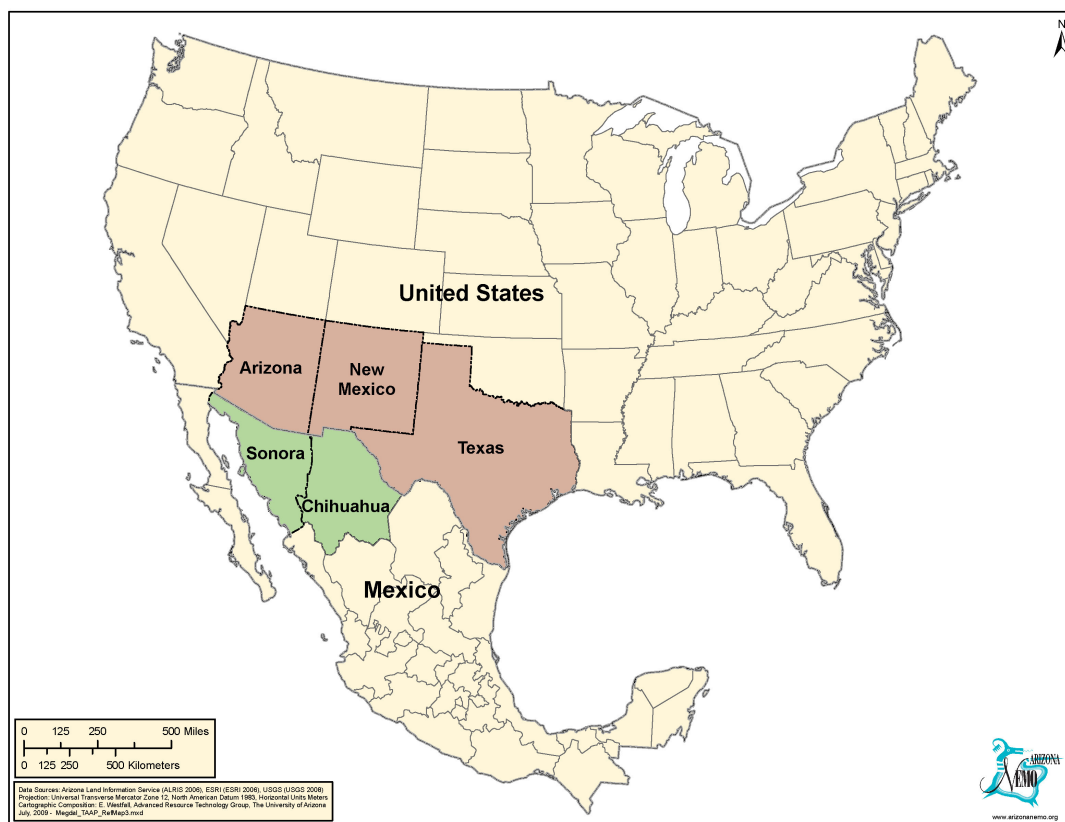 N
United States
Arizona
New
Mexico
Texas
Sonora
Chihuahua
Mexico
0 125 250 500 Miles
0 125 250 500 Kilometers
Data Sources: Arizona Land Information Service (ALRIS 2006), ESRI (ESRI 2006), USGS (USGS 2006)
Projection: Universal Transverse Mercator Zone 12, North American Datum 1983, Horizontal Units Meters
Cartographic Composition: E. Westfall, Advanced Resource Technology Group, The University of Arizona
July, 2009 - Megdal_TAAP_RefMap3.mxd
ARIZONA
NEMO
www.arizonanemo.org